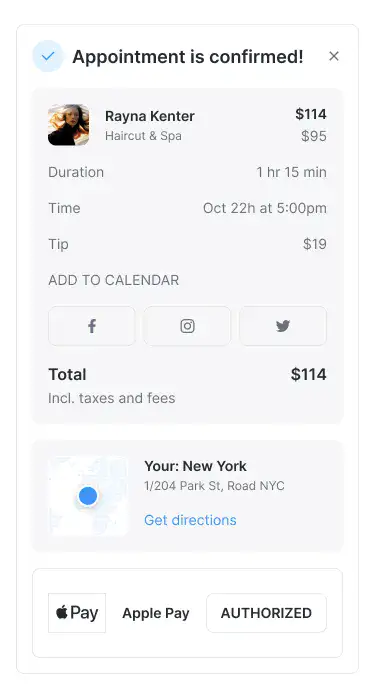 Appointment is confirmed!
Rayna Kenter
$114
Haircut & Spa
$95
Duration
1 hr 15 min
Time
Oct 22h at 5:00pm
Tip
$19
ADD TO CALENDAR
Total
$114
Incl. taxes and fees
Your: New York
1/204 Park St, Road NYC
Get directions
Pay
Apple Pay
AUTHORIZED